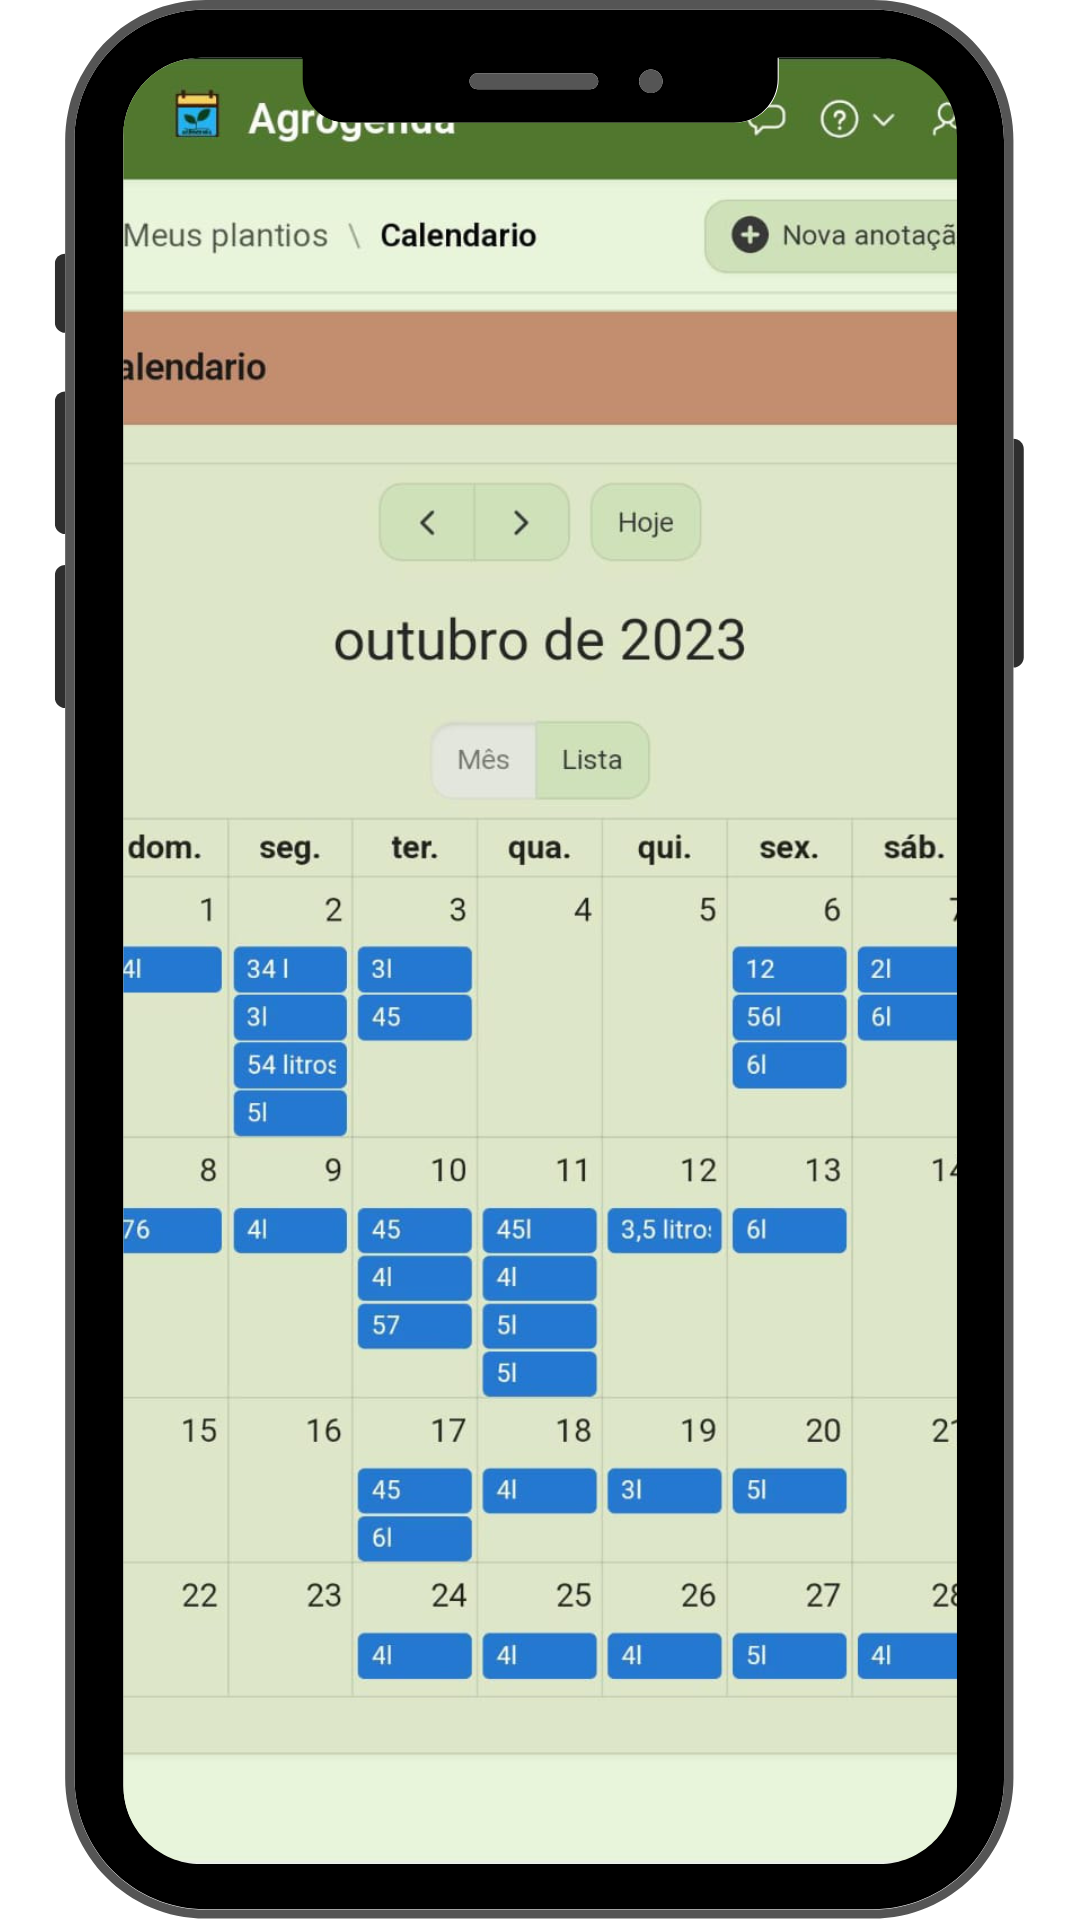 Agrogenda
Meus plantios \ Calendario
Nova anotaçã
alendario
Hoje
outubro de 2023
Mês Lista
dom. seg. ter. qua. qui. sex. sáb.
1 2 3 4 5 6 7
4l 34 l 3l 12 2l
3l 45 56l 6l
54 litros 6l
5l
8 9 10 11 12 13 14
76 4l 45 45l 3,5 litros 6l
4l 4l
57 5l
5l
15 16 17 18 19 20 21
45 4l 3l 5l
6l
22 23 24 25 26 27 28
4l 4l 4l 5l 4l